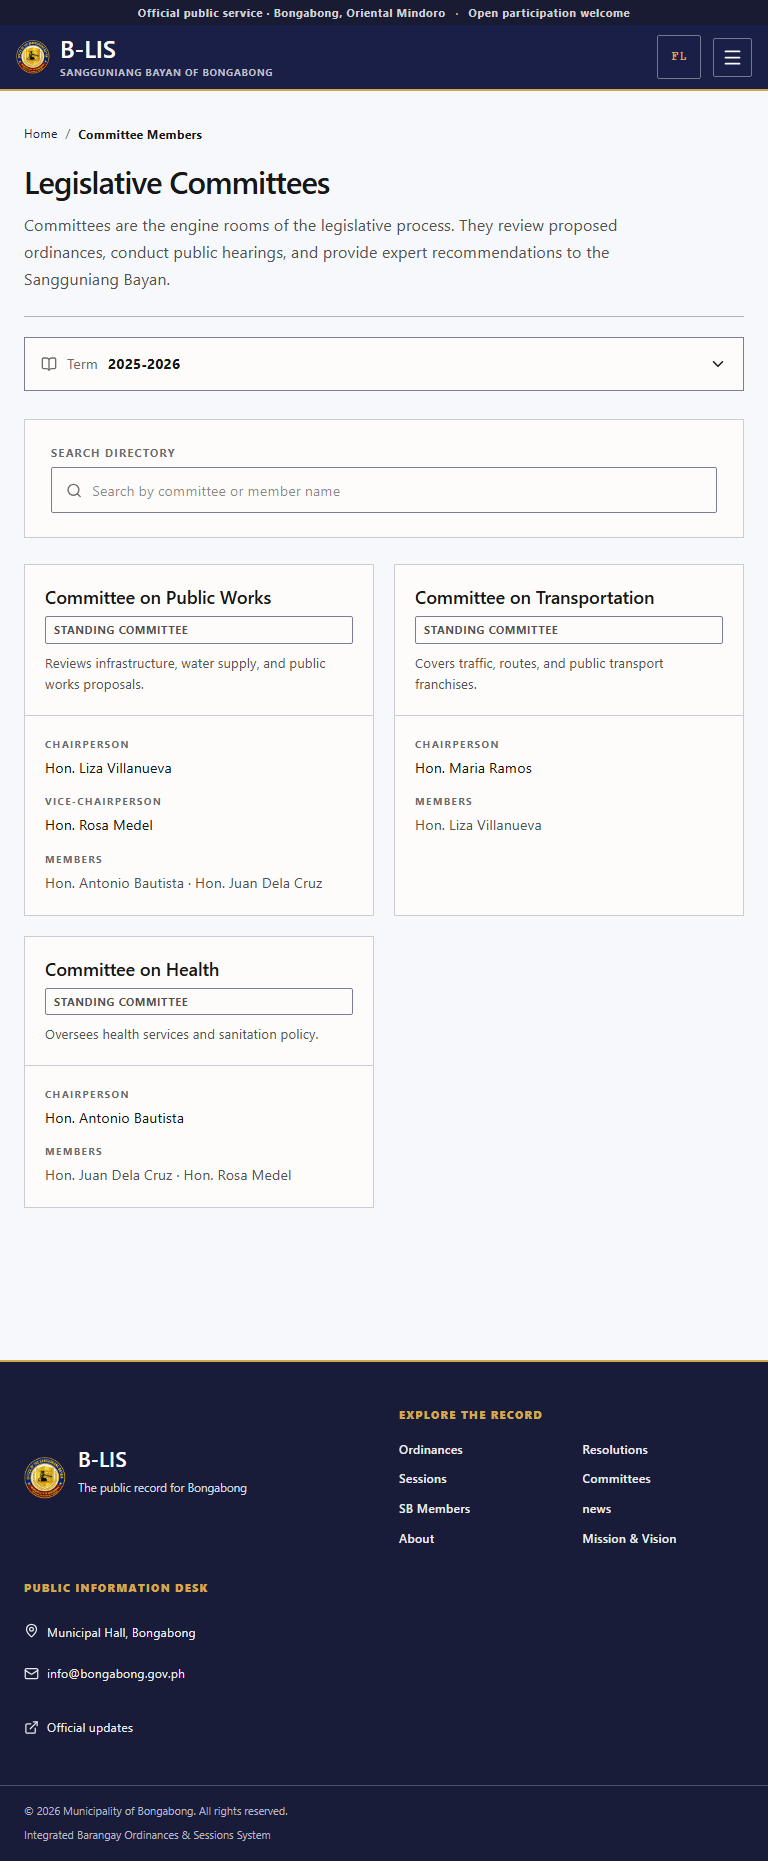 Official public service · Bongabong, Oriental Mindoro · Open participation welcome
B-LIS
SANGGUNIANG BAYAN OF BONGABONG
FL
Home / Committee Members
Legislative Committees
Committees are the engine rooms of the legislative process. They review proposed
ordinances, conduct public hearings, and provide expert recommendations to the
Sangguniang Bayan.
Term 2025-2026
SEARCH DIRECTORY
Search by committee or member name
Committee on Public Works
STANDING COMMITTEE
Reviews infrastructure, water supply, and public
works proposals.
CHAIRPERSON
Hon. Liza Villanueva
VICE-CHAIRPERSON
Hon. Rosa Medel
MEMBERS
Hon. Antonio Bautista · Hon. Juan Dela Cruz
Committee on Transportation
STANDING COMMITTEE
Covers traffic, routes, and public transport
franchises.
CHAIRPERSON
Hon. Maria Ramos
MEMBERS
Hon. Liza Villanueva
Committee on Health
STANDING COMMITTEE
Oversees health services and sanitation policy.
CHAIRPERSON
Hon. Antonio Bautista
MEMBERS
Hon. Juan Dela Cruz · Hon. Rosa Medel
B-LIS
The public record for Bongabong
EXPLORE THE RECORD
Ordinances
Resolutions
Sessions
Committees
SB Members
news
About
Mission & Vision
PUBLIC INFORMATION DESK
Municipal Hall, Bongabong
info@bongabong.gov.ph
Official updates
© 2026 Municipality of Bongabong. All rights reserved.
Integrated Barangay Ordinances & Sessions System